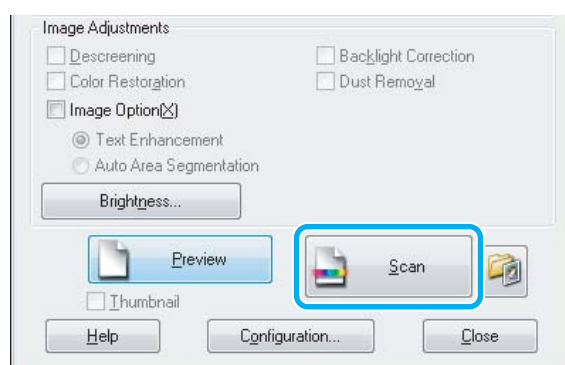 Image Adjustments
Descreening Backlight Correction
Color Restoration Dust Removal
Image Option(X)
Text Enhancement
Auto Area Segmentation
Brightness...
Preview Scan
Thumbnail
Help Configuration... Close